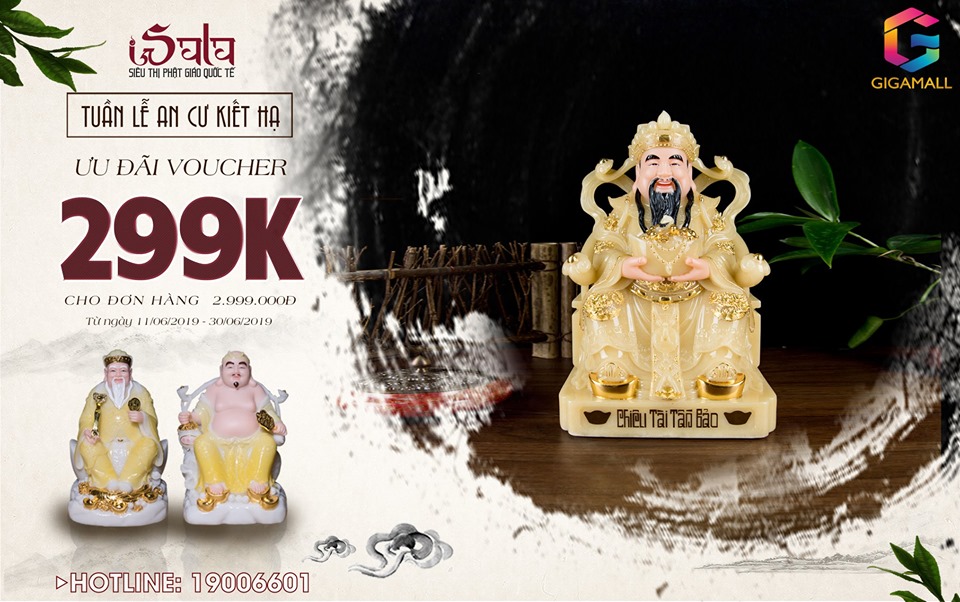 iSala
SIÊU THỊ PHẬT GIÁO QUỐC TẾ
TUẦN LỄ AN CƯ KIẾT HẠ
ƯU ĐÃI VOUCHER
299K
CHO ĐƠN HÀNG 2.999.000Đ
Từ ngày 11/06/2019 - 30/06/2019
HOTLINE: 19006601
GIGAMALL
Chiêu Tài Tấn Bảo